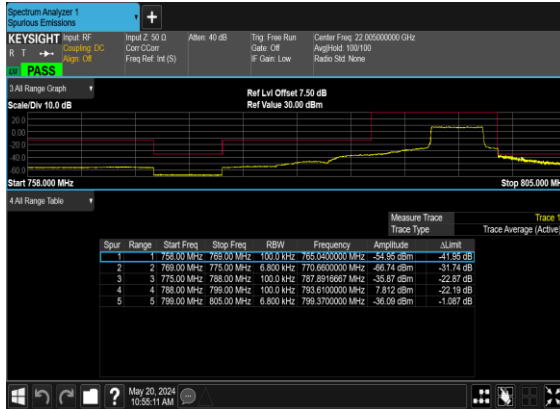 Spectrum Analyzer 1
Spurious Emissions
KEYSIGHT Input: RF Input Z: 50 Ω Atten: 40 dB Trig: Free Run Center Freq: 22.005000000 GHz
R T Coupling: DC Corr CCorr Gate: Off Avg|Hold: 100/100
Align: Off Freq Ref: Int (S) IF Gain: Low Radio Std: None
PASS
3 All Range Graph
Ref Lvl Offset 7.50 dB
Scale/Div 10.0 dB Ref Value 30.00 dBm
20.0
0.00
-20.0
-40.0
-60.0
Start 758.000 MHz Stop 805.000 MH
4 All Range Table
Measure Trace Trace 1
Trace Type Trace Average (Active)
Spur Range Start Freq Stop Freq RBW Frequency Amplitude ΔLimit
1 1 758.00 MHz 769.00 MHz 100.0 kHz 765.0400000 MHz -54.95 dBm -41.95 dB
2 2 769.00 MHz 775.00 MHz 6.800 kHz 770.6600000 MHz -66.74 dBm -31.74 dB
3 3 775.00 MHz 788.00 MHz 100.0 kHz 787.8916667 MHz -35.87 dBm -22.87 dB
4 4 788.00 MHz 799.00 MHz 100.0 kHz 793.6100000 MHz 7.812 dBm -22.19 dB
5 5 799.00 MHz 805.00 MHz 6.800 kHz 799.3700000 MHz -36.09 dBm -1.087 dB
May 20, 2024
10:55:11 AM